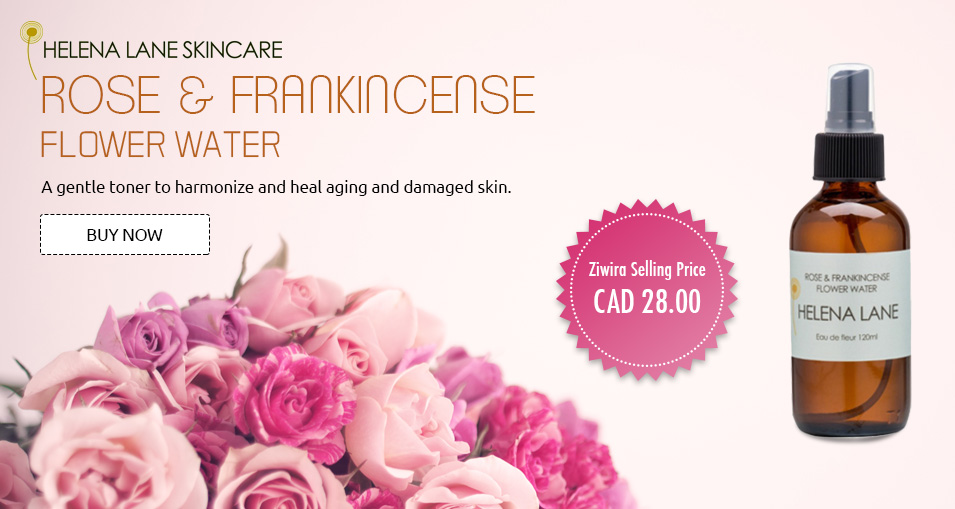 HELENA LANE SKINCARE
ROSE & FRANKINCENSE
FLOWER WATER
A gentle toner to harmonize and heal aging and damaged skin.
BUY NOW
Ziwira Selling Price
CAD 28.00
ROSE & FRANKINCENSE
FLOWER WATER
HELENA LANE
Eau de fleur 120ml